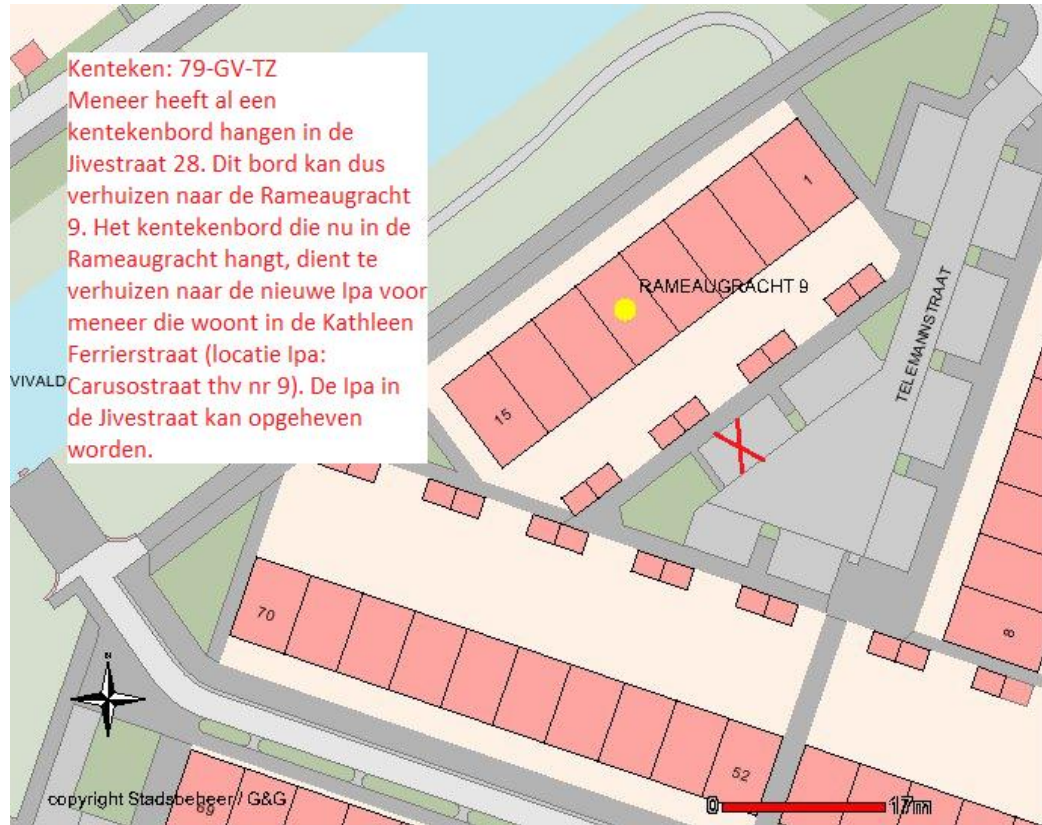 Kenteken: 79-GV-TZ
Meneer heeft al een
kentekenbord hangen in de
Jivestraat 28. Dit bord kan dus
verhuizen naar de Rameaugracht
9. Het kentekenbord die nu in de
Rameaugracht hangt, dient te
verhuizen naar de nieuwe Ipa voor
meneer die woont in de Kathleen
Ferrierstraat (locatie Ipa:
Carusostraat thv nr 9). De Ipa in
de Jivestraat kan opgeheven
worden.
1
RAMEAUGRACHT 9
TELEMANNSTRAAT
VIVALD
15
70
8
52
69
N
copyright Stadsbeheer / G&G
0 17m